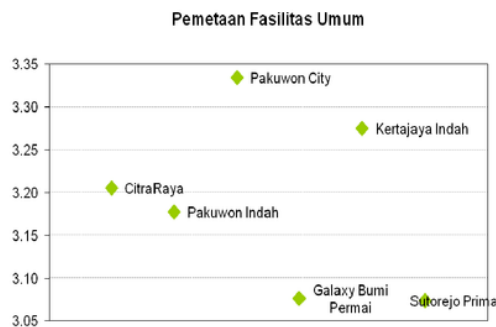 Pemetaan Fasilitas Umum
3.35
Pakuwon City
3.30
Kertajaya Indah
3.25
3.20
CitraRaya
Pakuwon Indah
3.15
3.10
Galaxy Bumi
Permai
Sutorejo Prima
3.05